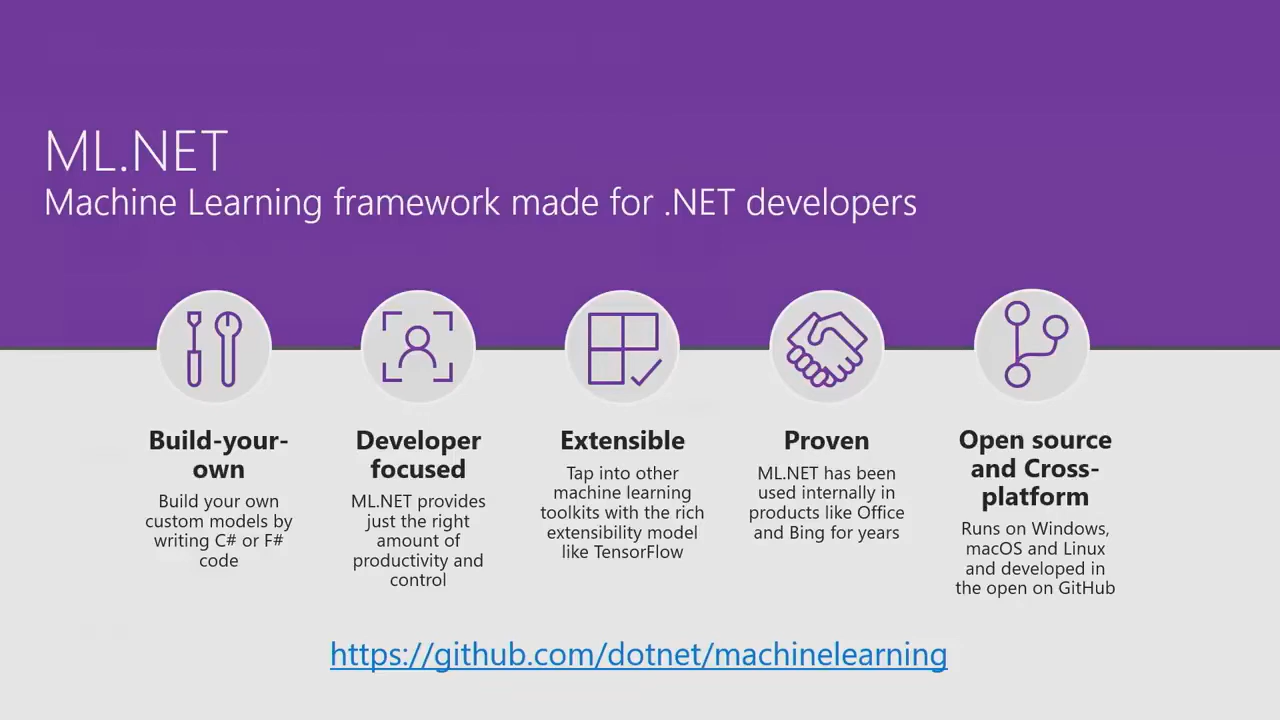 ML.NET
Machine Learning framework made for .NET developers
Build-your-
own
Build your own
custom models by
writing C# or F#
code
Developer
focused
ML.NET provides
just the right
amount of
productivity and
control
Extensible
Tap into other
machine learning
toolkits with the rich
extensibility model
like TensorFlow
Proven
ML.NET has been
used internally in
products like Office
and Bing for years
Open source
and Cross-
platform
Runs on Windows,
macOS and Linux
and developed in
the open on GitHub
https://github.com/dotnet/machinelearning